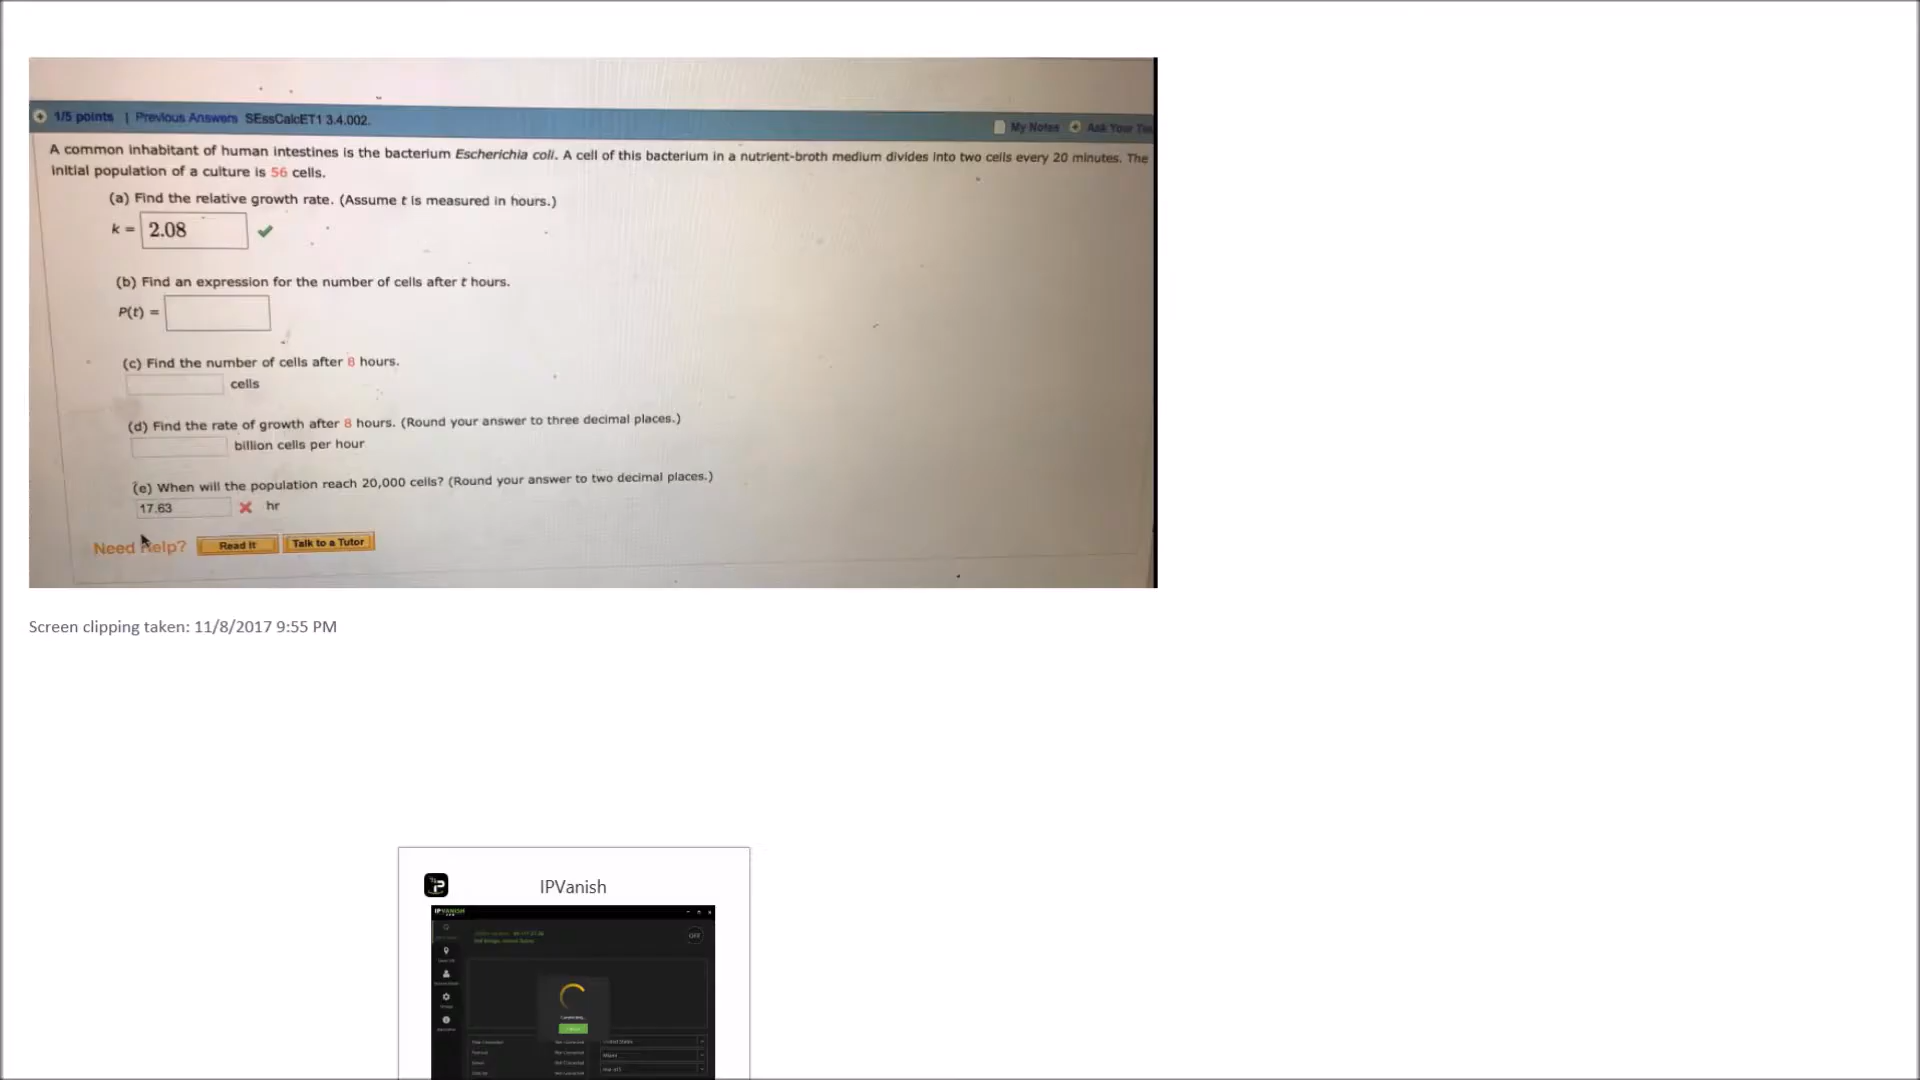 1/5 points | Previous Answers SEssCalcET1 3.4.002.
My Notes
Ask Your
A common inhabitant of human intestines is the bacterium Escherichia coli. A cell of this bacterium in a nutrient-broth medium divides into two cells every 20 minutes. The
initial population of a culture is 56 cells.
(a) Find the relative growth rate. (Assume t is measured in hours.)
k = 2.08
(b) Find an expression for the number of cells after t hours.
P(t) =
(c) Find the number of cells after 8 hours.
cells
(d) Find the rate of growth after 8 hours. (Round your answer to three decimal places.)
billion cells per hour
(e) When will the population reach 20,000 cells? (Round your answer to two decimal places.)
17.63 hr
Need Help? Read It Talk to a Tutor
Screen clipping taken: 11/8/2017 9:55 PM
IPVanish
IPVANISH